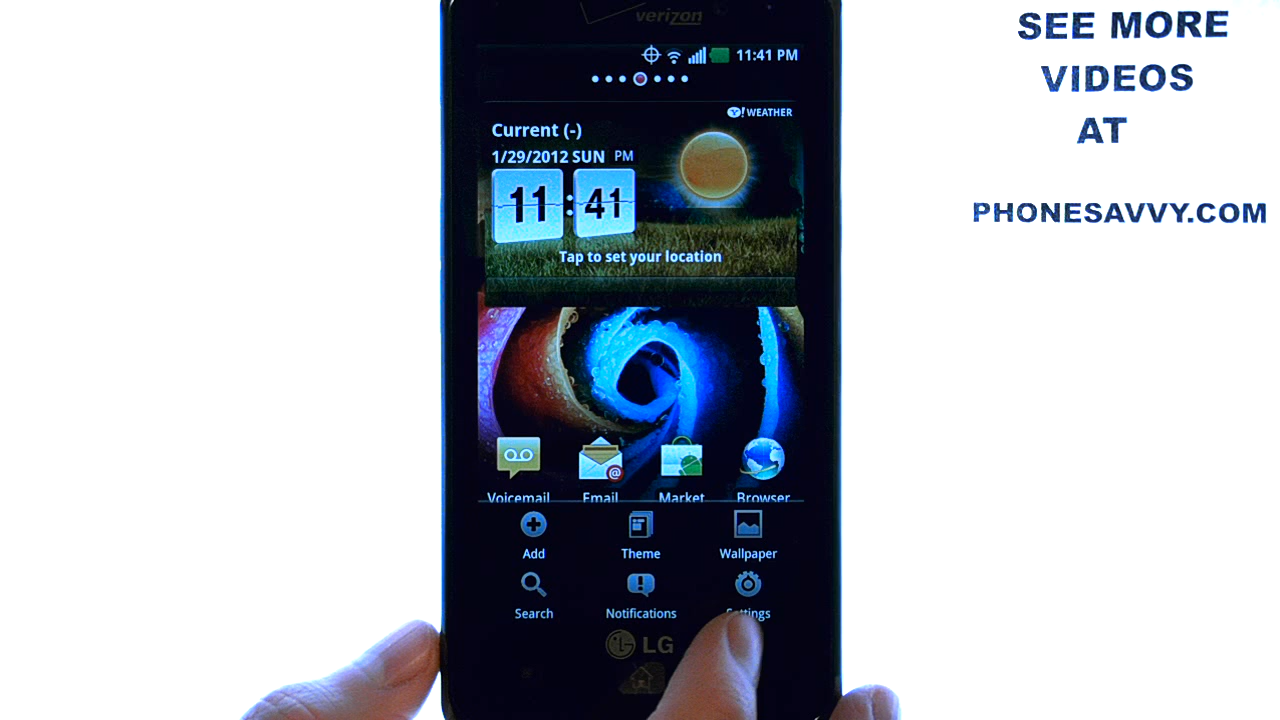 verizon
11:41 PM
Y! WEATHER
Current (-)
1/29/2012 SUN PM
11:41
Tap to set your location
Voicemail Email Market Browser
Add Theme Wallpaper
Search Notifications Settings
LG
SEE MORE
VIDEOS
AT
PHONESAVVY.COM